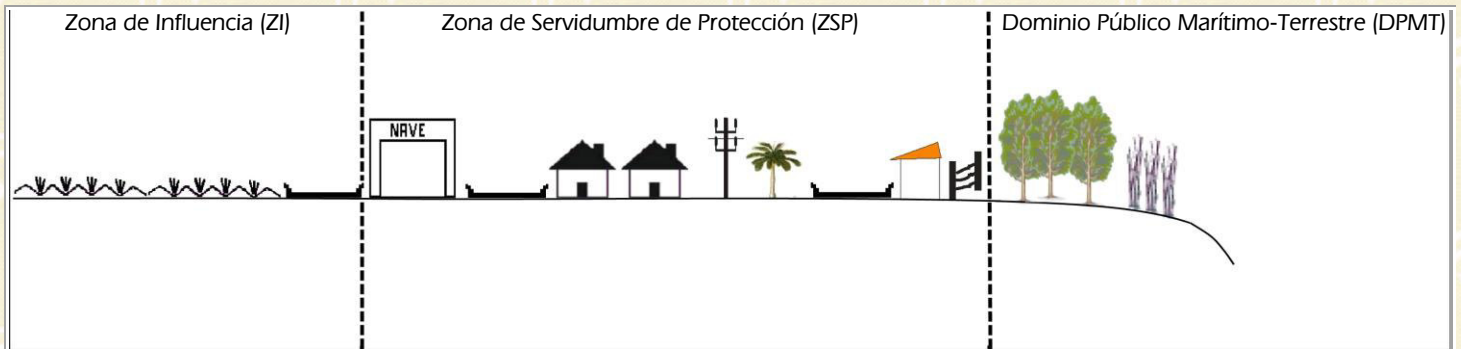 Zona de Influencia (ZI)
Zona de Servidumbre de Protección (ZSP)
Dominio Público Marítimo-Terrestre (DPMT)
NAVE